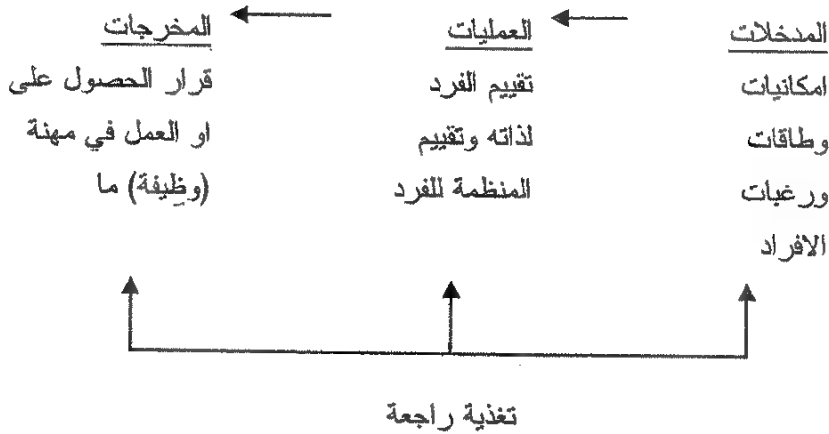 المدخلات
امكانيات
وطاقات
ورغبات
الافراد
العمليات
تقييم الفرد
لذاته وتقييم
المنظمة للفرد
المخرجات
قرار الحصول على
او العمل في مهنة
(وظيفة) ما
تغذية راجعة